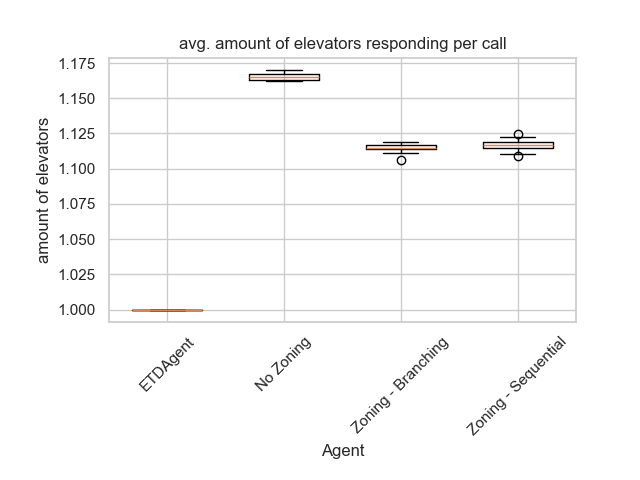 avg. amount of elevators responding per call
1.175
1.150
1.125
1.100
1.075
1.050
1.025
1.000
amount of elevators
ETDAgent
No Zoning
Zoning - Branching
Zoning - Sequential
Agent